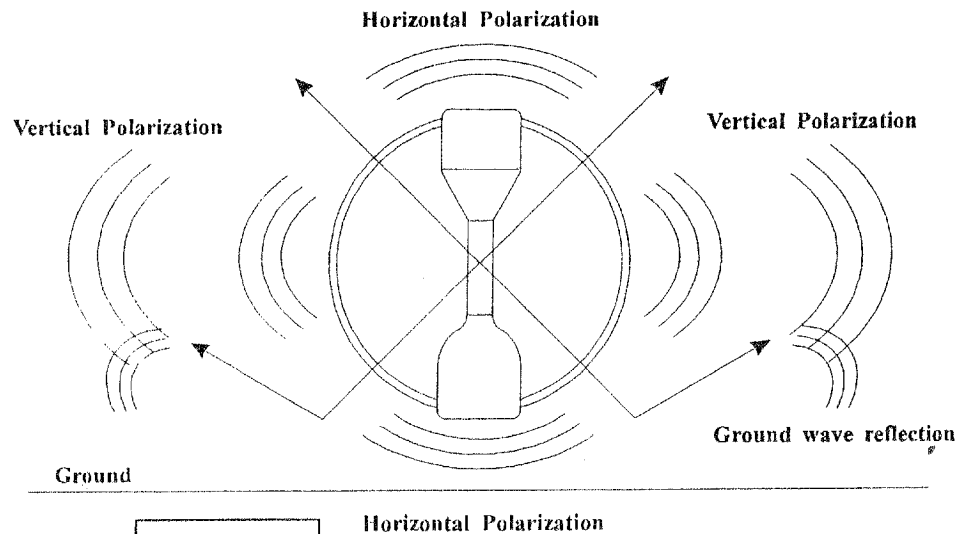 Horizontal Polarization
Vertical Polarization
Vertical Polarization
Ground wave reflection
Ground
Horizontal Polarization